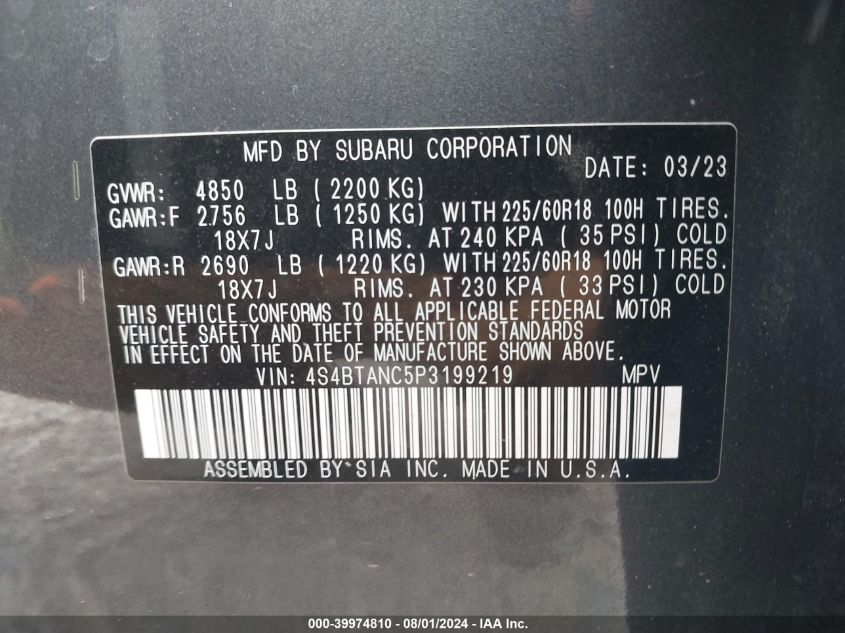 MFD BY SUBARU CORPORATION
DATE: 03/23
GVWR: 4850 LB ( 2200 KG)
GAWR:F 2756 LB ( 1250 KG) WITH 225/60R18 100H TIRES.
18X7J RIMS. AT 240 KPA ( 35 PSI) COLD
GAWR:R 2690 LB ( 1220 KG) WITH 225/60R18 100H TIRES.
18X7J RIMS. AT 230 KPA ( 33 PSI) COLD
THIS VEHICLE CONFORMS TO ALL APPLICABLE FEDERAL MOTOR
VEHICLE SAFETY AND THEFT PREVENTION STANDARDS
IN EFFECT ON THE DATE OF MANUFACTURE SHOWN ABOVE.
VIN: 4S4BTANC5P3199219 MPV
ASSEMBLED BY SIA INC. MADE IN U.S.A.
000-39974810 - 08/01/2024 - IAA Inc.